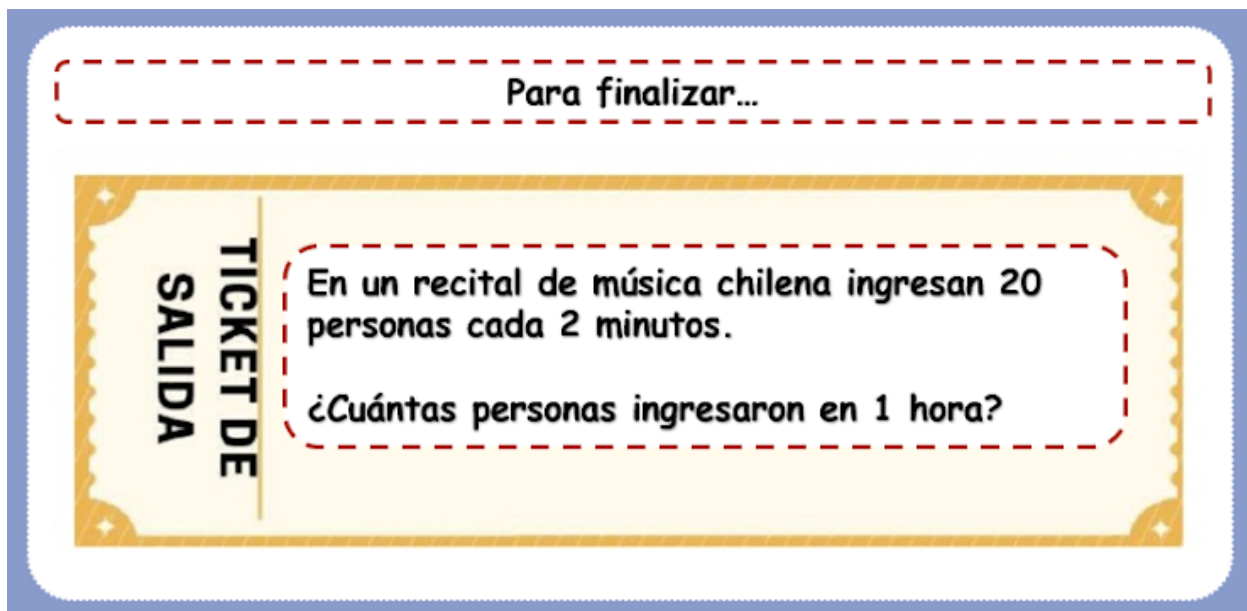 Para finalizar...
TICKET DE
SALIDA
En un recital de música chilena ingresan 20
personas cada 2 minutos.
¿Cuántas personas ingresaron en 1 hora?